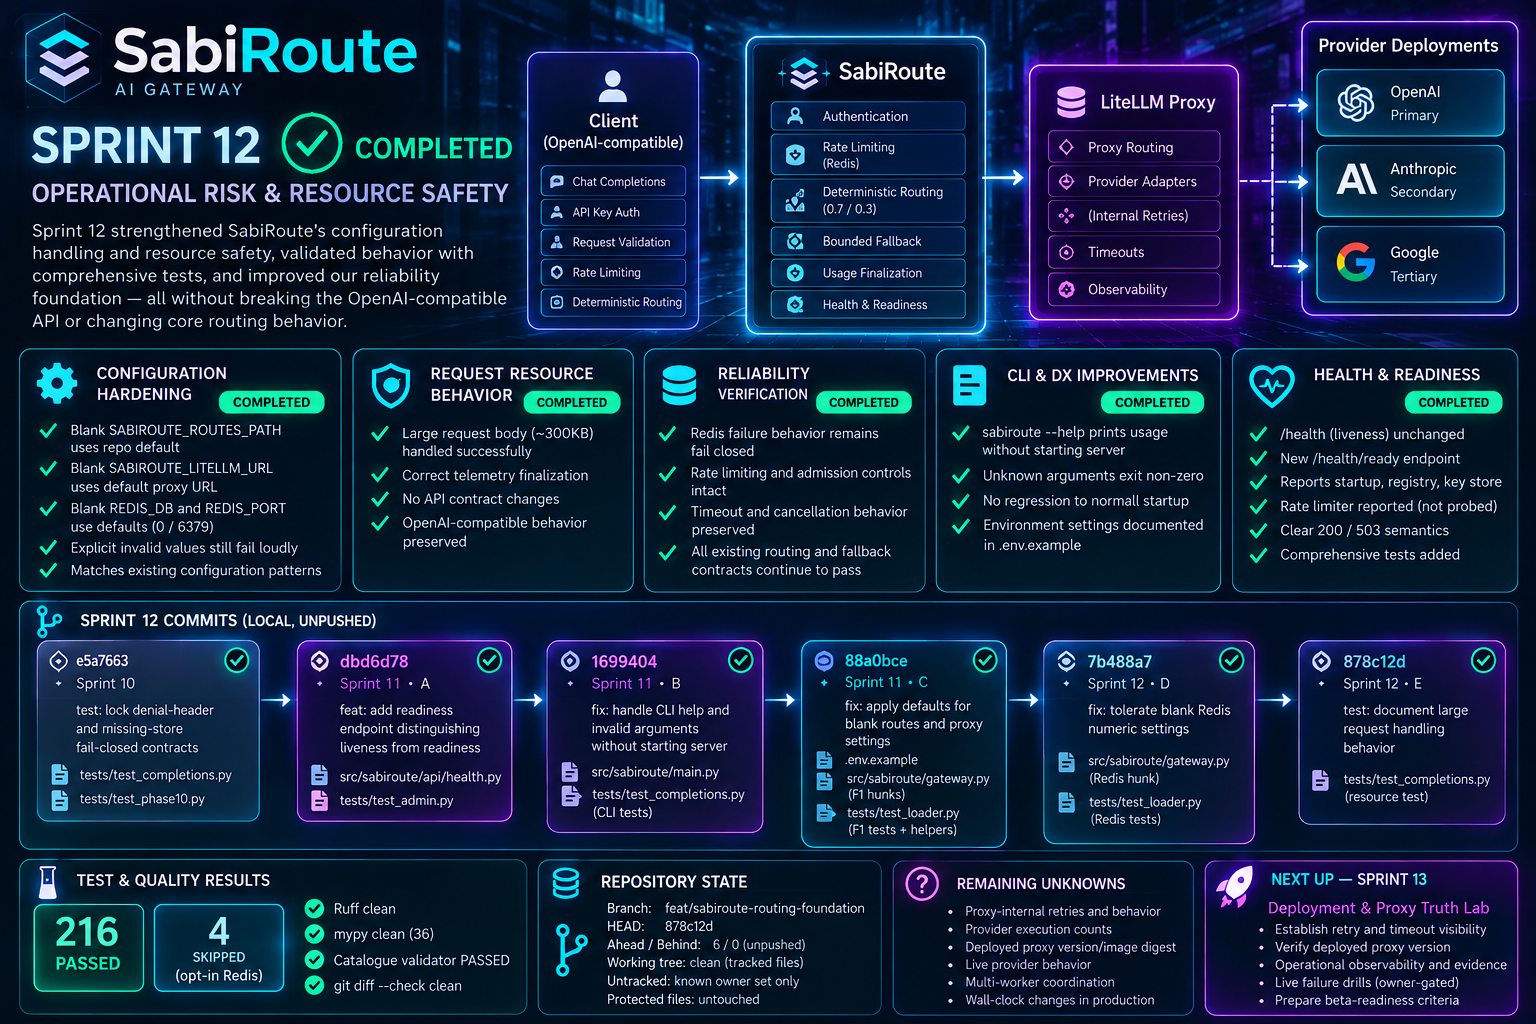 SabiRoute
AI GATEWAY
SPRINT 12 COMPLETED
OPERATIONAL RISK & RESOURCE SAFETY
Sprint 12 strengthened SabiRoute's configuration
handling and resource safety, validated behavior with
comprehensive tests, and improved our reliability
foundation — all without breaking the OpenAI-compatible
API or changing core routing behavior.
Client
(OpenAI-compatible)
Chat Completions
API Key Auth
Request Validation
Rate Limiting
Deterministic Routing
SabiRoute
Authentication
Rate Limiting
(Redis)
Deterministic Routing
(0.7 / 0.3)
Bounded Fallback
Usage Finalization
Health & Readiness
LiteLLM Proxy
Proxy Routing
Provider Adapters
(Internal Retries)
Timeouts
Observability
Provider Deployments
OpenAI
Primary
Anthropic
Secondary
Google
Tertiary
CONFIGURATION
HARDENING
COMPLETED
Blank SABIROUTE_ROUTES_PATH
uses repo default
Blank SABIROUTE_LITELLM_URL
uses default proxy URL
Blank REDIS_DB and REDIS_PORT
use defaults (0 / 6379)
Explicit invalid values still fail loudly
Matches existing configuration patterns
REQUEST RESOURCE
BEHAVIOR
COMPLETED
Large request body (~300KB)
handled successfully
Correct telemetry finalization
No API contract changes
OpenAI-compatible behavior
preserved
RELIABILITY
VERIFICATION
COMPLETED
Redis failure behavior remains
fail closed
Rate limiting and admission controls
intact
Timeout and cancellation behavior
preserved
All existing routing and fallback
contracts continue to pass
CLI & DX IMPROVEMENTS
COMPLETED
sabiroute --help prints usage
without starting server
Unknown arguments exit non-zero
No regression to normall startup
Environment settings documented
in .env.example
HEALTH & READINESS
COMPLETED
/health (liveness) unchanged
New /health/ready endpoint
Reports startup, registry, key store
Rate limiter reported (not probed)
Clear 200 / 503 semantics
Comprehensive tests added
SPRINT 12 COMMITS (LOCAL, UNPUSHED)
e5a7663
Sprint 10
test: lock denial-header
and missing-store
fail-closed contracts
tests/test_completions.py
tests/test_phase10.py
dbd6d78
Sprint 11 • A
feat: add readiness
endpoint distinguishing
liveness from readiness
src/sabiroute/api/health.py
tests/test_admin.py
1699404
Sprint 11 • B
fix: handle CLI help and
invalid arguments
without starting server
src/sabiroute/main.py
tests/test_completions.py
(CLI tests)
88a0bce
Sprint 11 • C
fix: apply defaults for
blank routes and proxy
settings
.env.example
src/sabiroute/gateway.py
(F1 hunks)
tests/test_loader.py
(F1 tests + helpers)
7b488a7
Sprint 12 • D
fix: tolerate blank Redis
numeric settings
src/sabiroute/gateway.py
(Redis hunk)
tests/test_loader.py
(Redis tests)
878c12d
Sprint 12 • E
test: document large
request handling
behavior
tests/test_completions.py
(resource test)
TEST & QUALITY RESULTS
216
PASSED
4
SKIPPED
(opt-in Redis)
Ruff clean
mypy clean (36)
Catalogue validator PASSED
git diff --check clean
REPOSITORY STATE
Branch: feat/sabiroute-routing-foundation
HEAD: 878c12d
Ahead / Behind: 6 / 0 (unpushed)
Working tree: clean (tracked files)
Untracked: known owner set only
Protected files: untouched
REMAINING UNKNOWNS
• Proxy-internal retries and behavior
• Provider execution counts
• Deployed proxy version/image digest
• Live provider behavior
• Multi-worker coordination
• Wall-clock changes in production
NEXT UP — SPRINT 13
Deployment & Proxy Truth Lab
• Establish retry and timeout visibility
• Verify deployed proxy version
• Operational observability and evidence
• Live failure drills (owner-gated)
• Prepare beta-readiness criteria